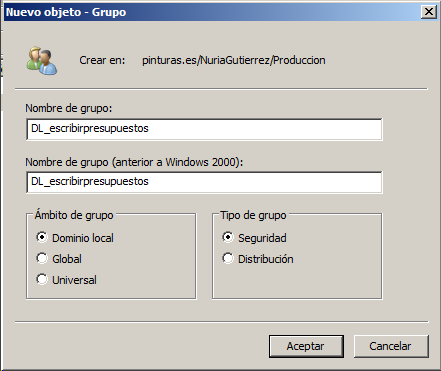 Nuevo objeto - Grupo
Crear en: pinturas.es/NuriaGutierrez/Produccion
Nombre de grupo:
DL_escribirpresupuestos
Nombre de grupo (anterior a Windows 2000):
DL_escribirpresupuestos
Ámbito de grupo
Dominio local
Global
Universal
Tipo de grupo
Seguridad
Distribución
Aceptar
Cancelar